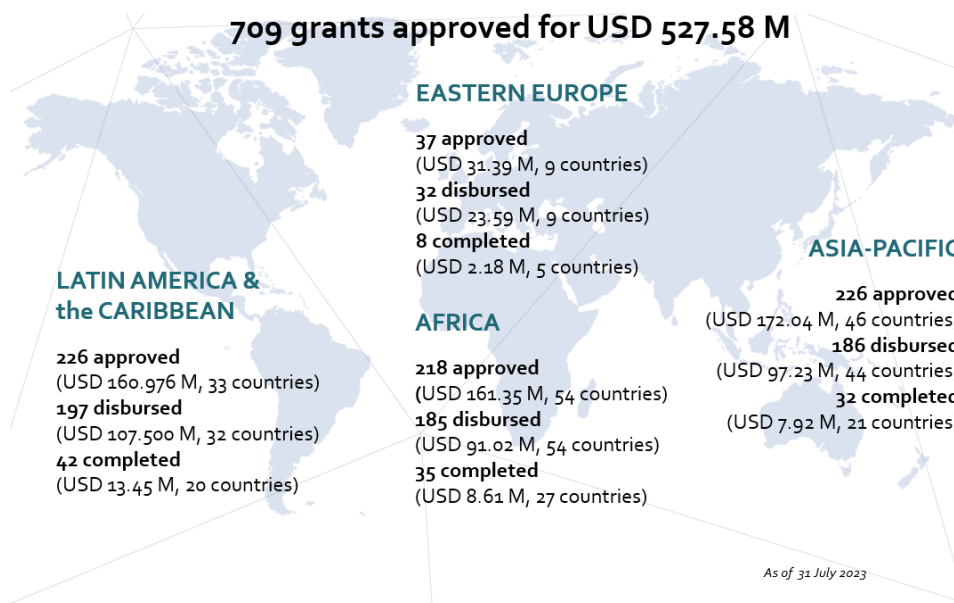 709 grants approved for USD 527.58 M
EASTERN EUROPE
37 approved
(USD 31.39 M, 9 countries)
32 disbursed
(USD 23.59 M, 9 countries)
8 completed
(USD 2.18 M, 5 countries)
LATIN AMERICA &
the CARIBBEAN
226 approved
(USD 160.976 M, 33 countries)
197 disbursed
(USD 107.500 M, 32 countries)
42 completed
(USD 13.45 M, 20 countries)
AFRICA
218 approved
(USD 161.35 M, 54 countries)
185 disbursed
(USD 91.02 M, 54 countries)
35 completed
(USD 8.61 M, 27 countries)
ASIA-PACIFIC
226 approved
(USD 172.04 M, 46 countries
186 disbursed
(USD 97.23 M, 44 countries
32 completed
(USD 7.92 M, 21 countries
As of 31 July 2023